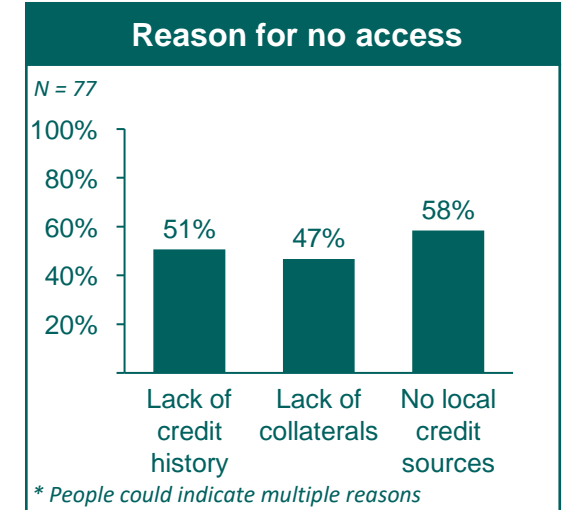 Reason for no access
N = 77
100%
80%
60%
40%
20%
51%
47%
58%
Lack of
credit
history
Lack of
collaterals
No local
credit
sources
* People could indicate multiple reasons